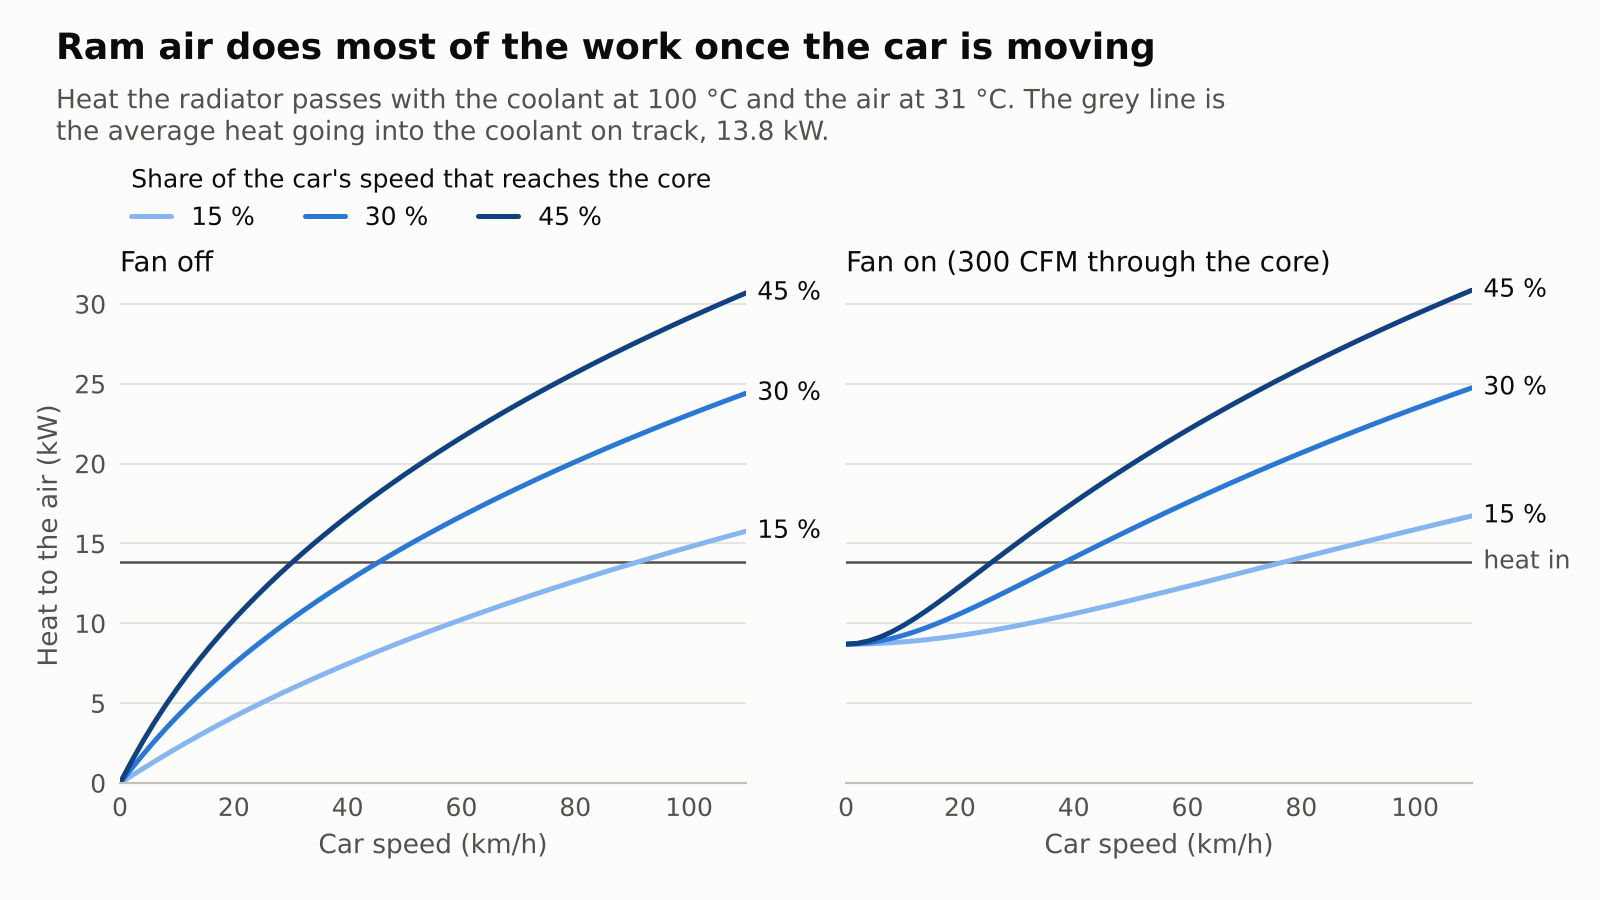 Ram air does most of the work once the car is moving
Heat the radiator passes with the coolant at 100 °C and the air at 31 °C. The grey line is
the average heat going into the coolant on track, 13.8 kW.
Share of the car's speed that reaches the core
15 %
30 %
45 %
Fan off
Heat to the air (kW)
30
25
20
15
10
5
0
0
20
40
60
80
100
Car speed (km/h)
45 %
30 %
15 %
Fan on (300 CFM through the core)
45 %
30 %
15 %
heat in
0
20
40
60
80
100
Car speed (km/h)